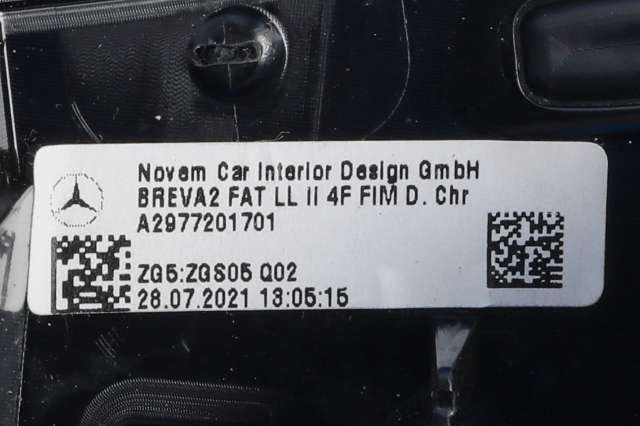 Novem Car Interior Design GmbH
BREVA2 FAT LL II 4F FIM D. Chr
A2977201701
ZG5:ZGS05 Q02
28.07.2021 13:05:15